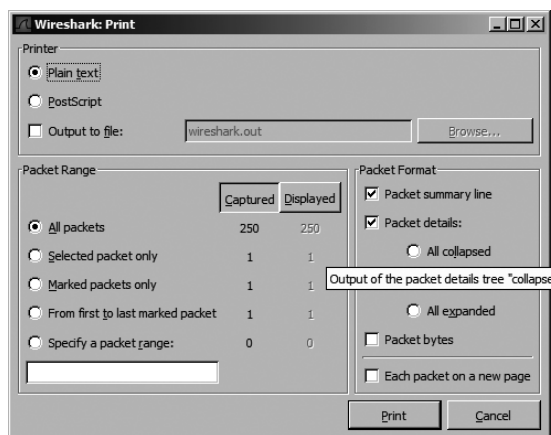 Wireshark: Print
Printer
Plain text
PostScript
Output to file: wireshark.out Browse...
Packet Range
Captured Displayed
All packets 250 250
Selected packet only 1 1
Marked packets only 1 1
From first to last marked packet 1 1
Specify a packet range: 0 0
Packet Format
Packet summary line
Packet details:
All collapsed
Output of the packet details tree "collapse
All expanded
Packet bytes
Each packet on a new page
Print Cancel